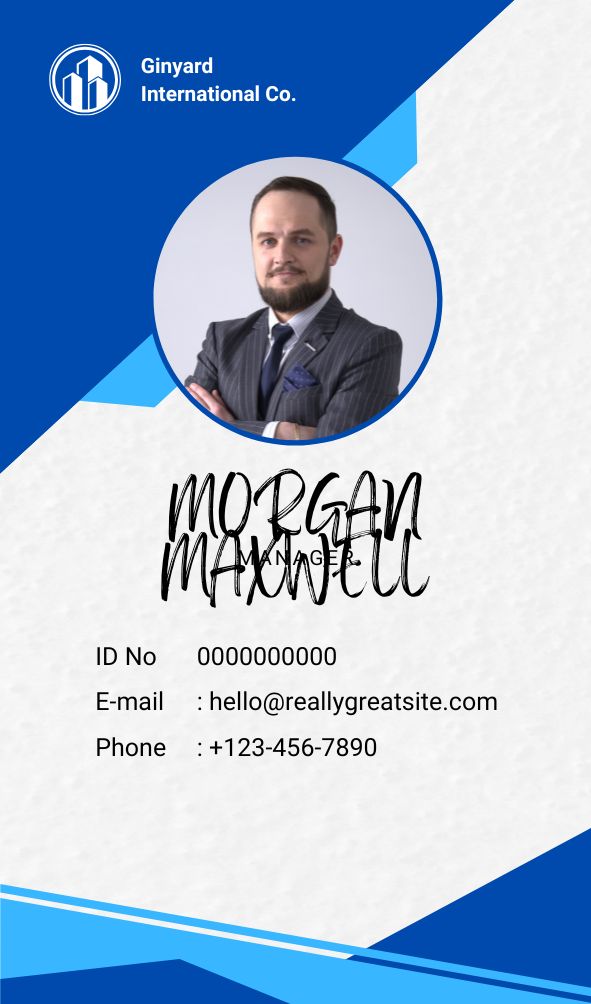 Ginyard
International Co.
MORGAN
MAXWELL
MANAGER
ID No 0000000000
E-mail : hello@reallygreatsite.com
Phone : +123-456-7890